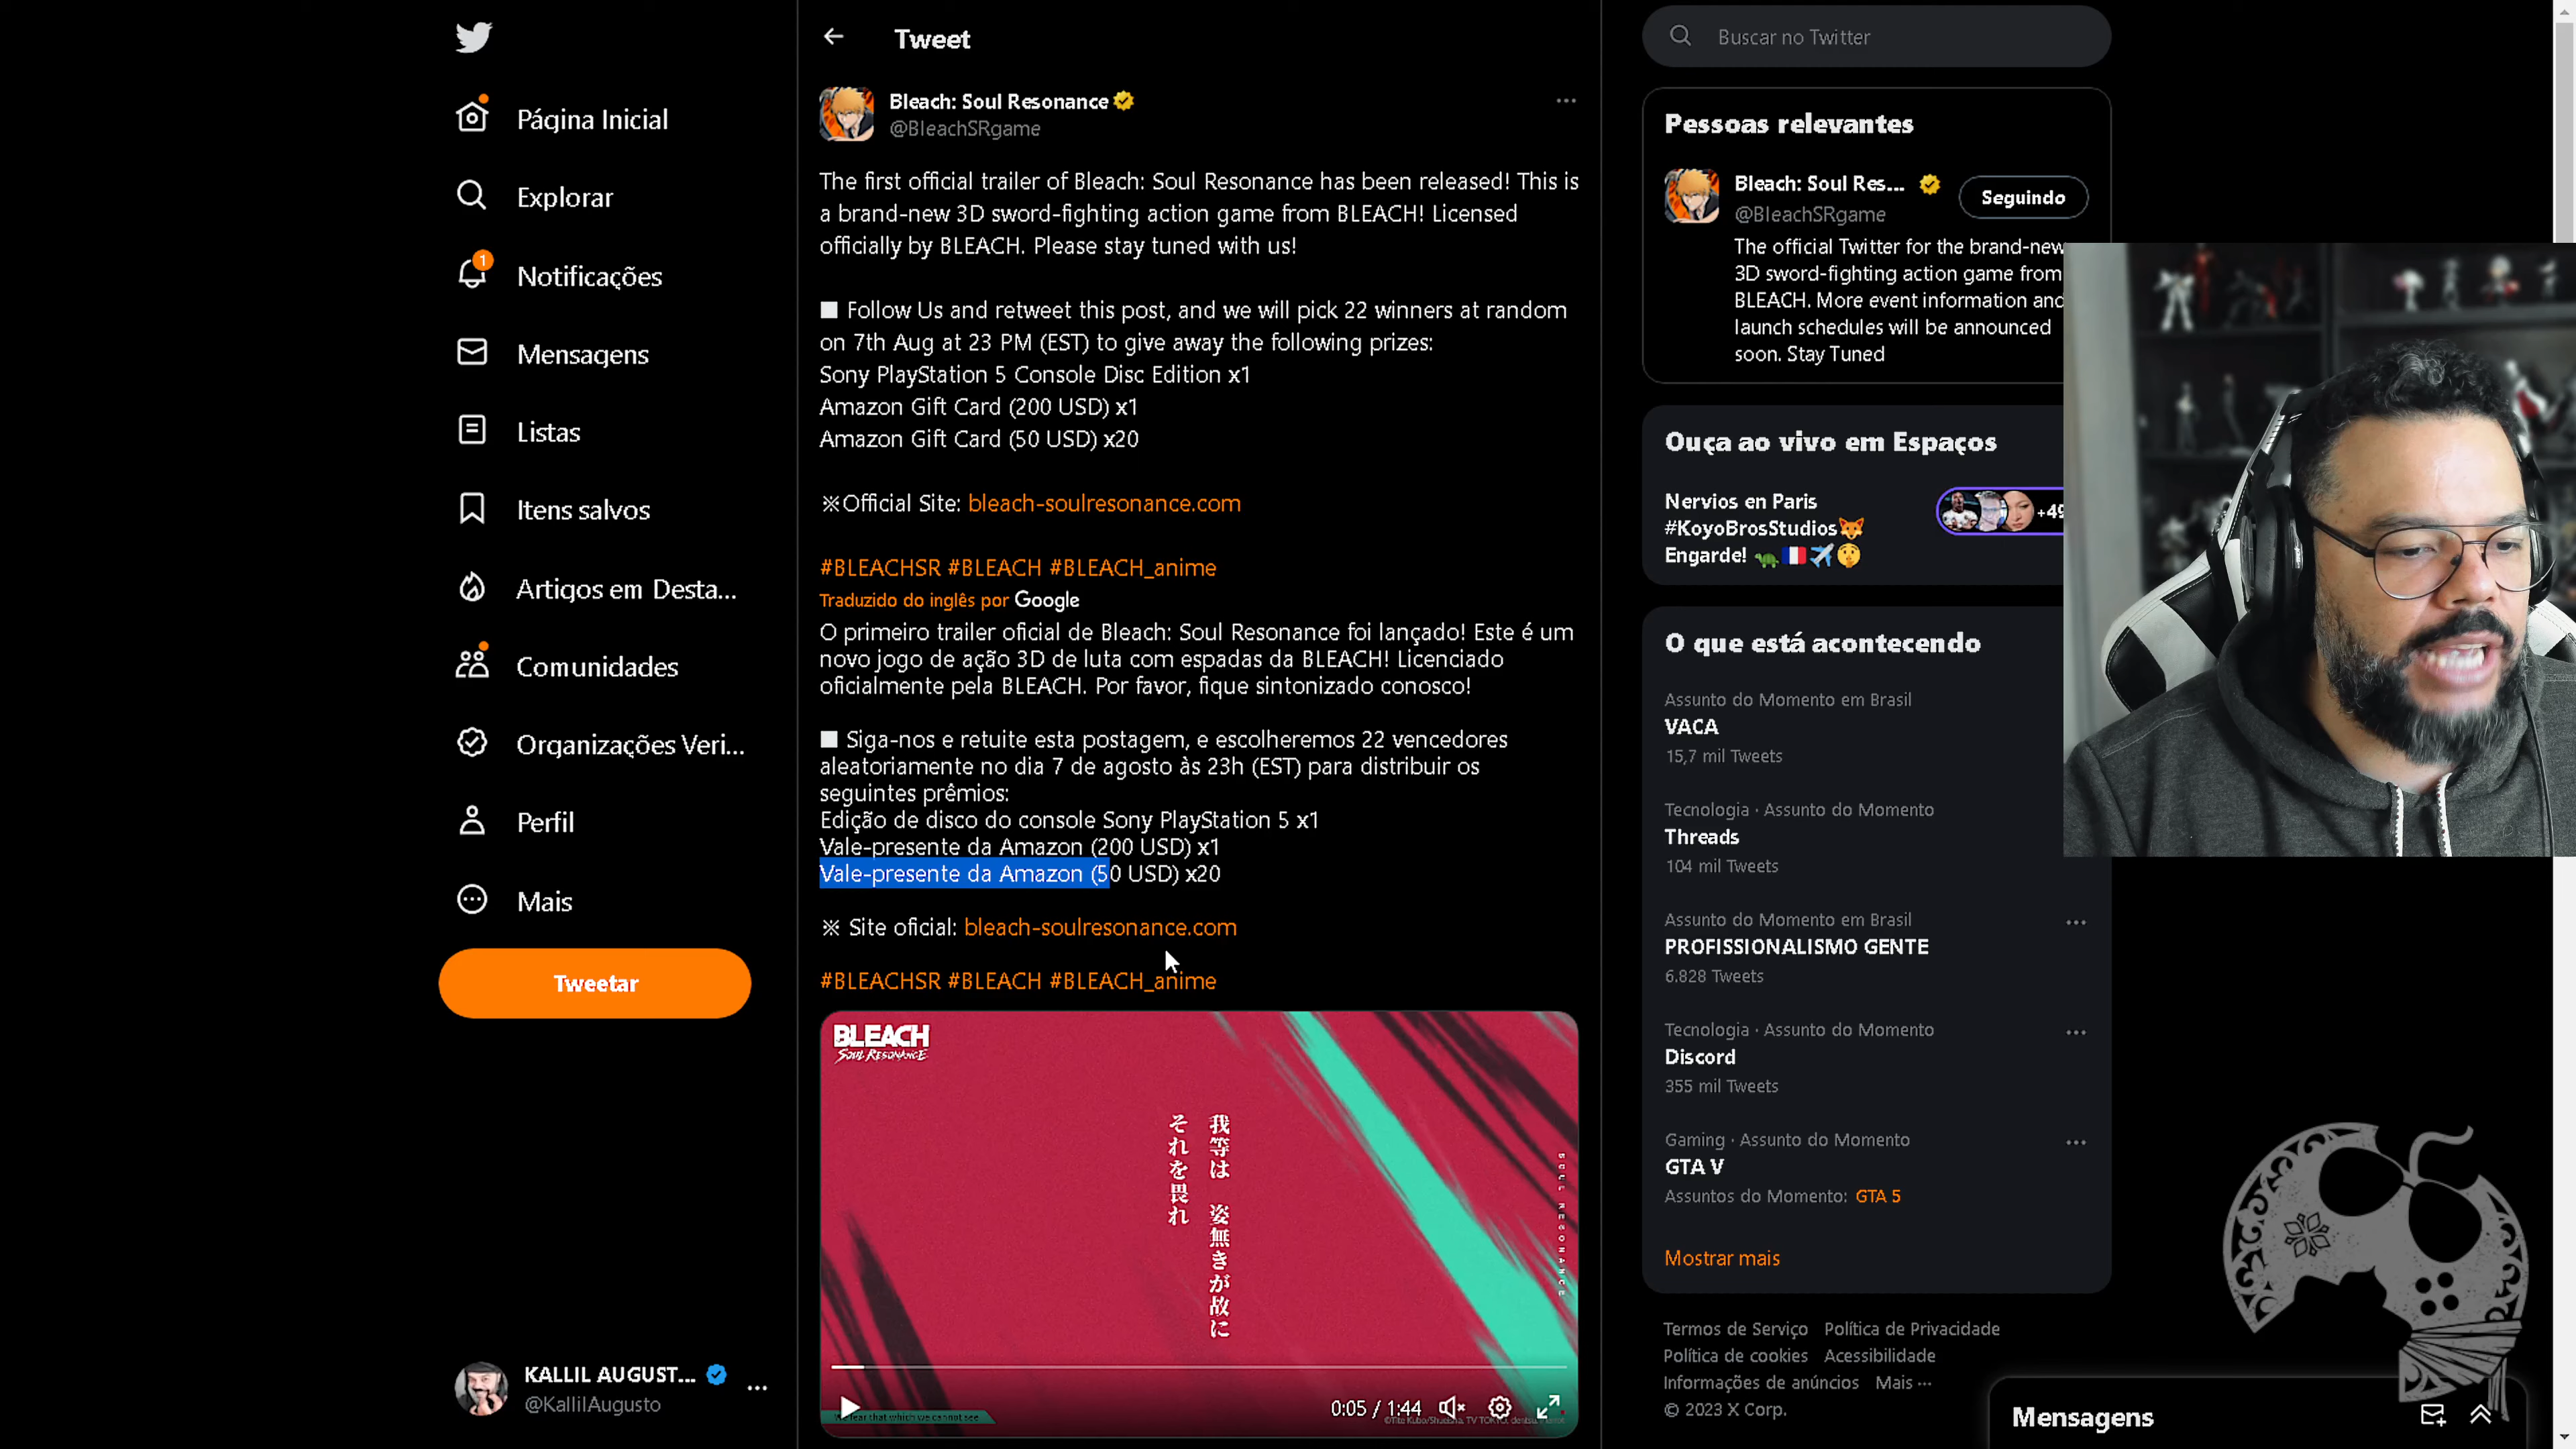 Página Inicial
Explorar
Notificações
1
Mensagens
Listas
Itens salvos
Artigos em Desta...
Comunidades
Organizações Veri...
Perfil
Mais
Tweetar
KALLIL AUGUST...
@KallilAugusto
Tweet
Bleach: Soul Resonance
@BleachSRgame
The first official trailer of Bleach: Soul Resonance has been released! This is
a brand-new 3D sword-fighting action game from BLEACH! Licensed
officially by BLEACH. Please stay tuned with us!
■ Follow Us and retweet this post, and we will pick 22 winners at random
on 7th Aug at 23 PM (EST) to give away the following prizes:
Sony PlayStation 5 Console Disc Edition x1
Amazon Gift Card (200 USD) x1
Amazon Gift Card (50 USD) x20
※Official Site: bleach-soulresonance.com
#BLEACHSR #BLEACH #BLEACH_anime
Traduzido do inglês por Google
O primeiro trailer oficial de Bleach: Soul Resonance foi lançado! Este é um
novo jogo de ação 3D de luta com espadas da BLEACH! Licenciado
oficialmente pela BLEACH. Por favor, fique sintonizado conosco!
■ Siga-nos e retuite esta postagem, e escolheremos 22 vencedores
aleatoriamente no dia 7 de agosto às 23h (EST) para distribuir os
seguintes prêmios:
Edição de disco do console Sony PlayStation 5 x1
Vale-presente da Amazon (200 USD) x1
Vale-presente da Amazon (50 USD) x20
※ Site oficial: bleach-soulresonance.com
#BLEACHSR #BLEACH #BLEACH_anime
BLEACH
SOUL RESONANCE
我等は 姿無きが故に
それを畏れ
SOUL RESONANCE
We fear that which we cannot see
0:05 / 1:44
©Tite Kubo/Shueisha, TV TOKYO, dentsu
Buscar no Twitter
Pessoas relevantes
Bleach: Soul Res...
@BleachSRgame
Seguindo
The official Twitter for the brand-new
3D sword-fighting action game from
BLEACH. More event information and
launch schedules will be announced
soon. Stay Tuned
Ouça ao vivo em Espaços
Nervios en Paris
#KoyoBrosStudios🦊
Engarde! 🐢🇫🇷✈️🤫
+49
O que está acontecendo
Assunto do Momento em Brasil
VACA
15,7 mil Tweets
Tecnologia · Assunto do Momento
Threads
104 mil Tweets
Assunto do Momento em Brasil
PROFISSIONALISMO GENTE
6.828 Tweets
Tecnologia · Assunto do Momento
Discord
355 mil Tweets
Gaming · Assunto do Momento
GTA V
Assuntos do Momento: GTA 5
Mostrar mais
Termos de Serviço Política de Privacidade
Política de cookies Acessibilidade
Informações de anúncios Mais ···
© 2023 X Corp.
Mensagens